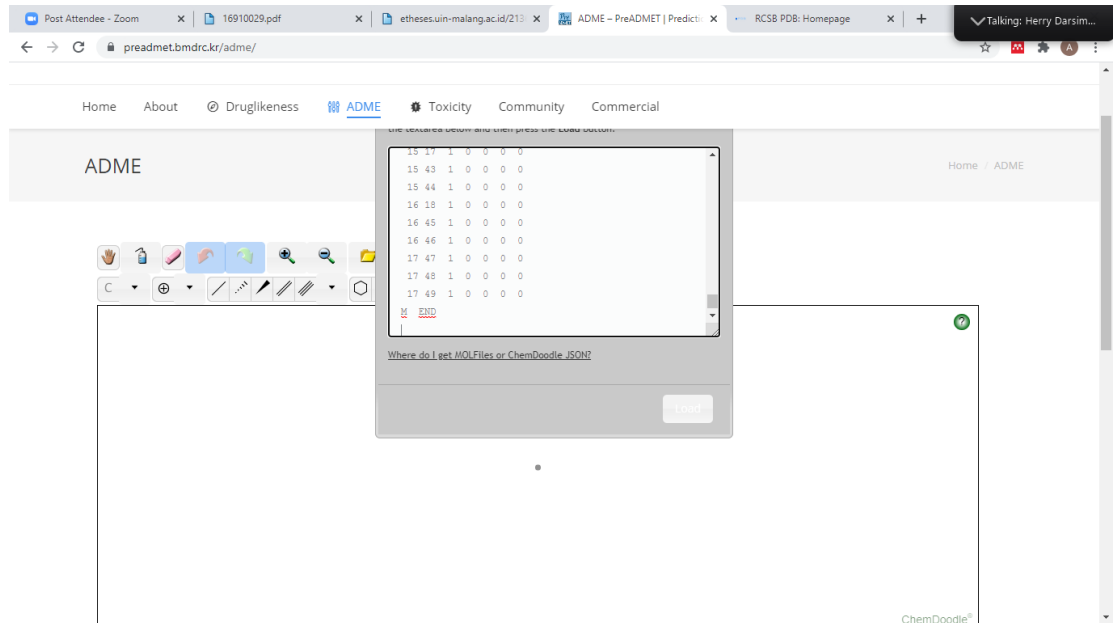 Post Attendee - Zoom
16910029.pdf
etheses.uin-malang.ac.id/213
ADME – PreADMET | Predicti
RCSB PDB: Homepage
Talking: Herry Darsim...
preadmet.bmdrc.kr/adme/
A
Home About Druglikeness ADME Toxicity Community Commercial
the textarea below and then press the Load button.
ADME
Home / ADME
15 17 1 0 0 0 0
15 43 1 0 0 0 0
15 44 1 0 0 0 0
16 18 1 0 0 0 0
16 45 1 0 0 0 0
16 46 1 0 0 0 0
17 47 1 0 0 0 0
17 48 1 0 0 0 0
17 49 1 0 0 0 0
M END
C
Where do I get MOLFiles or ChemDoodle JSON?
Load
ChemDoodle®